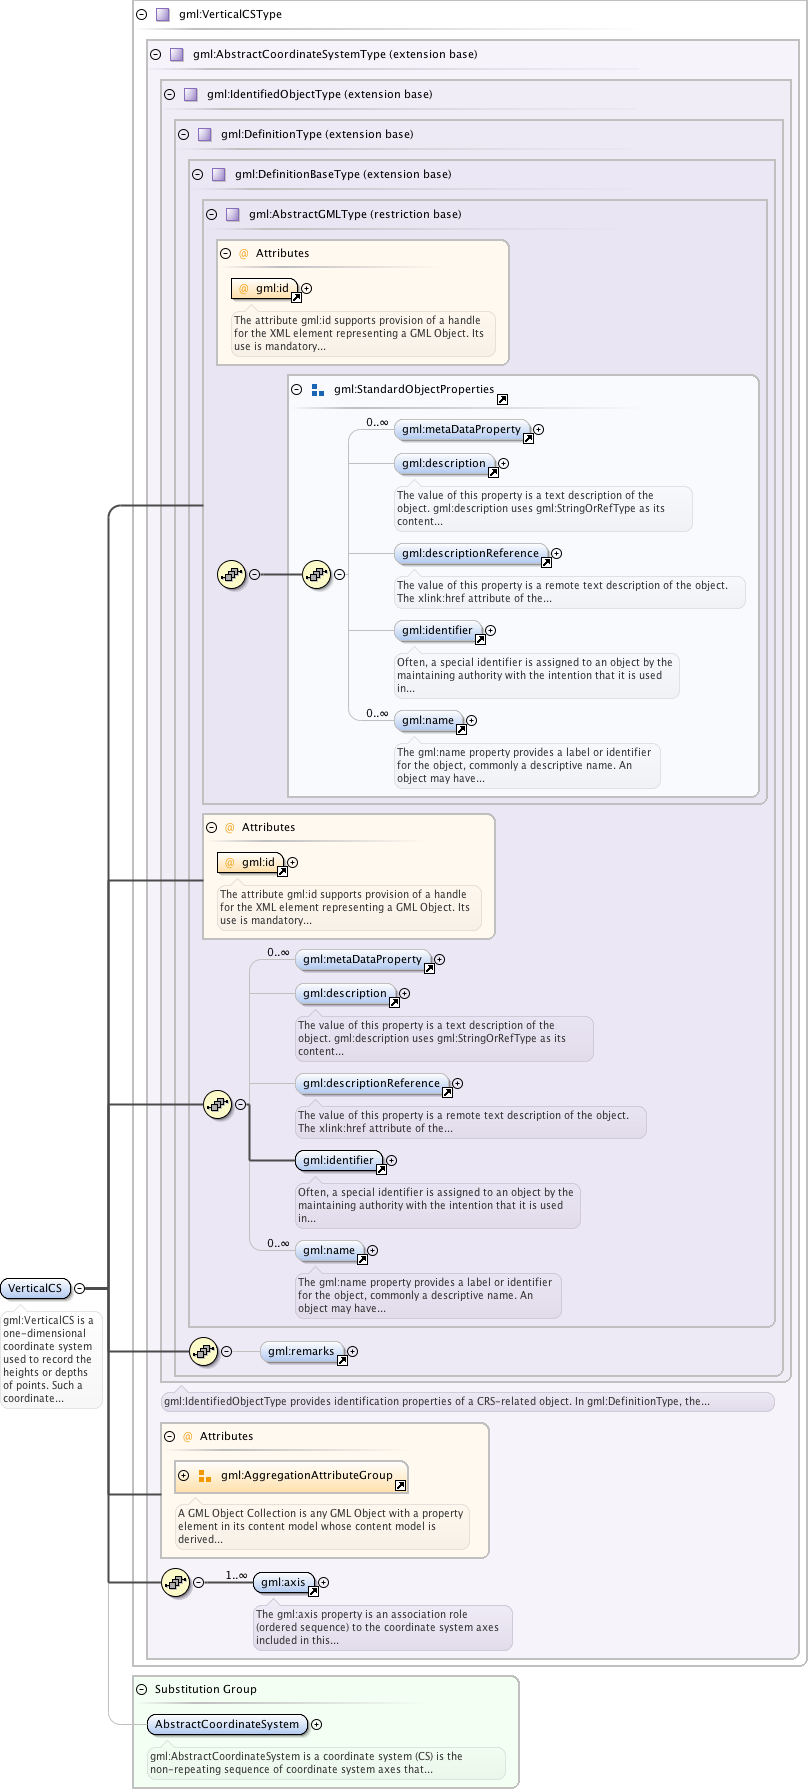 gml:VerticalCSType
gml:AbstractCoordinateSystemType (extension base)
gml:IdentifiedObjectType (extension base)
gml:DefinitionType (extension base)
gml:DefinitionBaseType (extension base)
gml:AbstractGMLType (restriction base)
@ Attributes
@ gml:id
The attribute gml:id supports provision of a handle
for the XML element representing a GML Object. Its
use is mandatory...
gml:StandardObjectProperties
0..∞
gml:metaDataProperty
gml:description
The value of this property is a text description of the
object. gml:description uses gml:StringOrRefType as its
content...
gml:descriptionReference
The value of this property is a remote text description of the object.
The xlink:href attribute of the...
gml:identifier
Often, a special identifier is assigned to an object by the
maintaining authority with the intention that it is used
in...
0..∞
gml:name
The gml:name property provides a label or identifier
for the object, commonly a descriptive name. An
object may have...
@ Attributes
@ gml:id
The attribute gml:id supports provision of a handle
for the XML element representing a GML Object. Its
use is mandatory...
0..∞
gml:metaDataProperty
gml:description
The value of this property is a text description of the
object. gml:description uses gml:StringOrRefType as its
content...
gml:descriptionReference
The value of this property is a remote text description of the object.
The xlink:href attribute of the...
gml:identifier
Often, a special identifier is assigned to an object by the
maintaining authority with the intention that it is used
in...
0..∞
gml:name
The gml:name property provides a label or identifier
for the object, commonly a descriptive name. An
object may have...
VerticalCS
gml:VerticalCS is a
one-dimensional
coordinate system
used to record the
heights or depths
of points. Such a
coordinate...
gml:remarks
gml:IdentifiedObjectType provides identification properties of a CRS-related object. In gml:DefinitionType, the...
@ Attributes
gml:AggregationAttributeGroup
A GML Object Collection is any GML Object with a property
element in its content model whose content model is
derived...
1..∞
gml:axis
The gml:axis property is an association role
(ordered sequence) to the coordinate system axes
included in this...
Substitution Group
AbstractCoordinateSystem
gml:AbstractCoordinateSystem is a coordinate system (CS) is the
non-repeating sequence of coordinate system axes that...